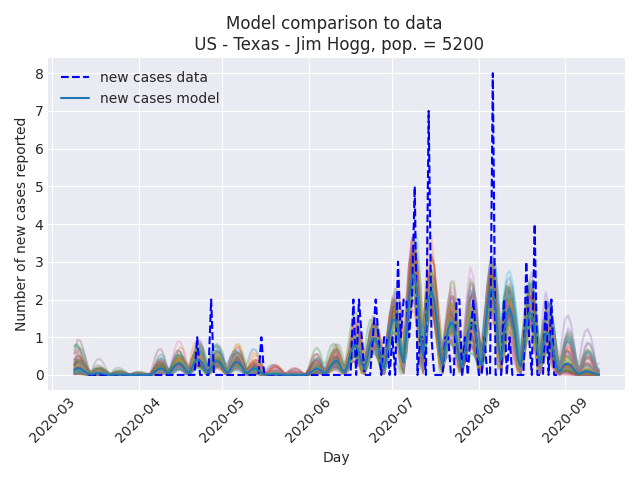 Model comparison to data
US - Texas - Jim Hogg, pop. = 5200
new cases data
new cases model
Number of new cases reported
8
7
6
5
4
3
2
1
0
2020-03
2020-04
2020-05
2020-06
2020-07
2020-08
2020-09
Day